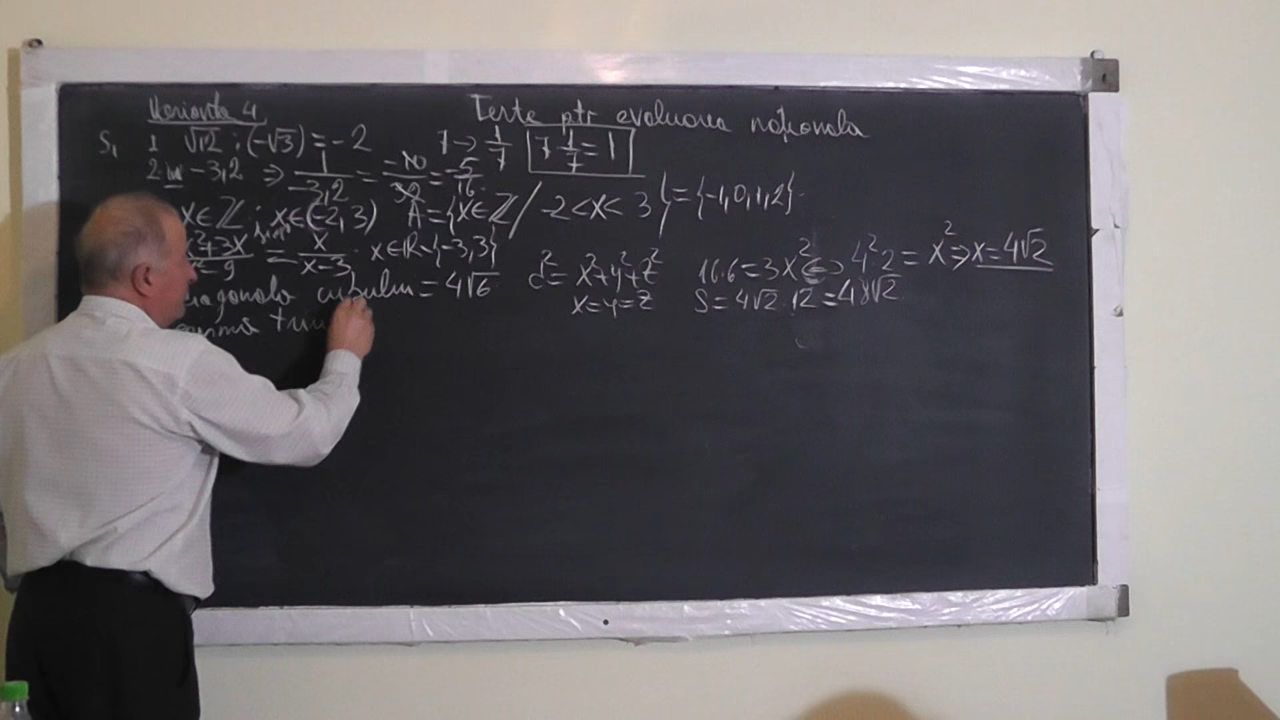 Varianta 4
Teste ptr evaluarea naționala
S₁ 1 √12 : (-√3) = -2 7 → 1/7 7·1/7 = 1
2 -3,2 ⇒ 1/-3,2 = -10/32 = -5/16
x∈ℤ ; x∈(-2,3) A = {x∈ℤ / -2<x<3} = {-1,0,1,2}
= x/x-3 x∈ℝ-{-3,3}
cubului = 4√6 d² = x²+y²+z² 16·6 = 3x² ⇔ 4²2 = x² ⇒ x = 4√2
x=y=z S = 4√2·12 = 48√2